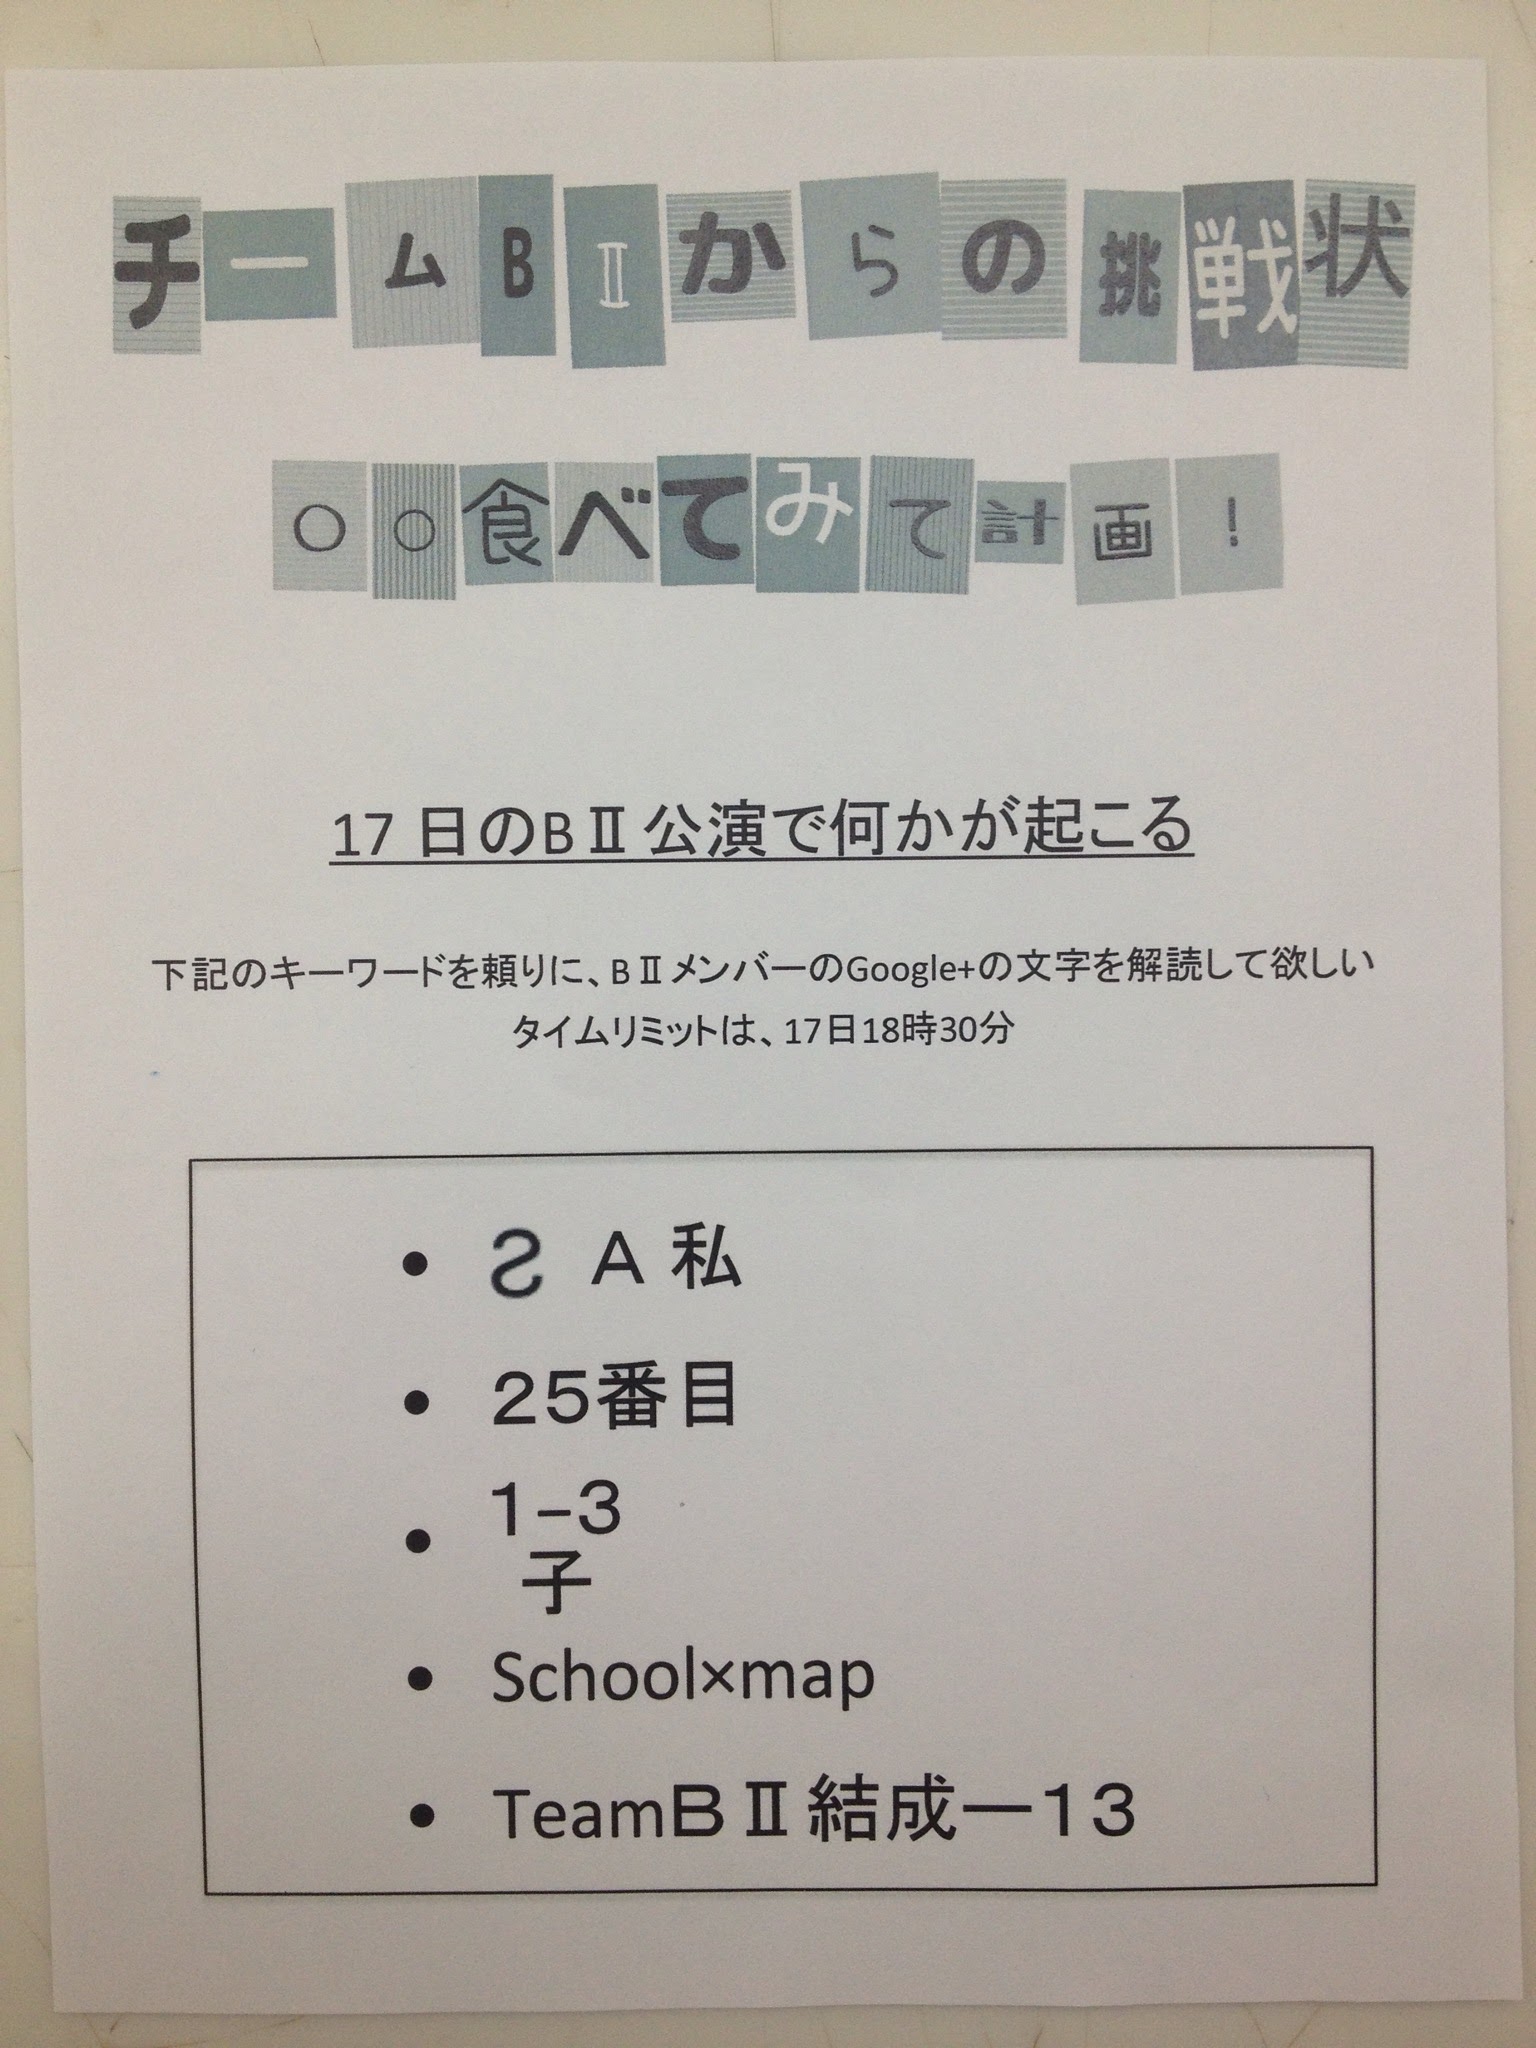 チームBⅡからの挑戦状
○○食べてみて計画!
17日のBⅡ公演で何かが起こる
下記のキーワードを頼りに、BⅡメンバーのGoogle+の文字を解読して欲しい
タイムリミットは、17日18時30分
• S A 私
• 25番目
• 1-3
子
• School×map
• TeamBⅡ結成ー13